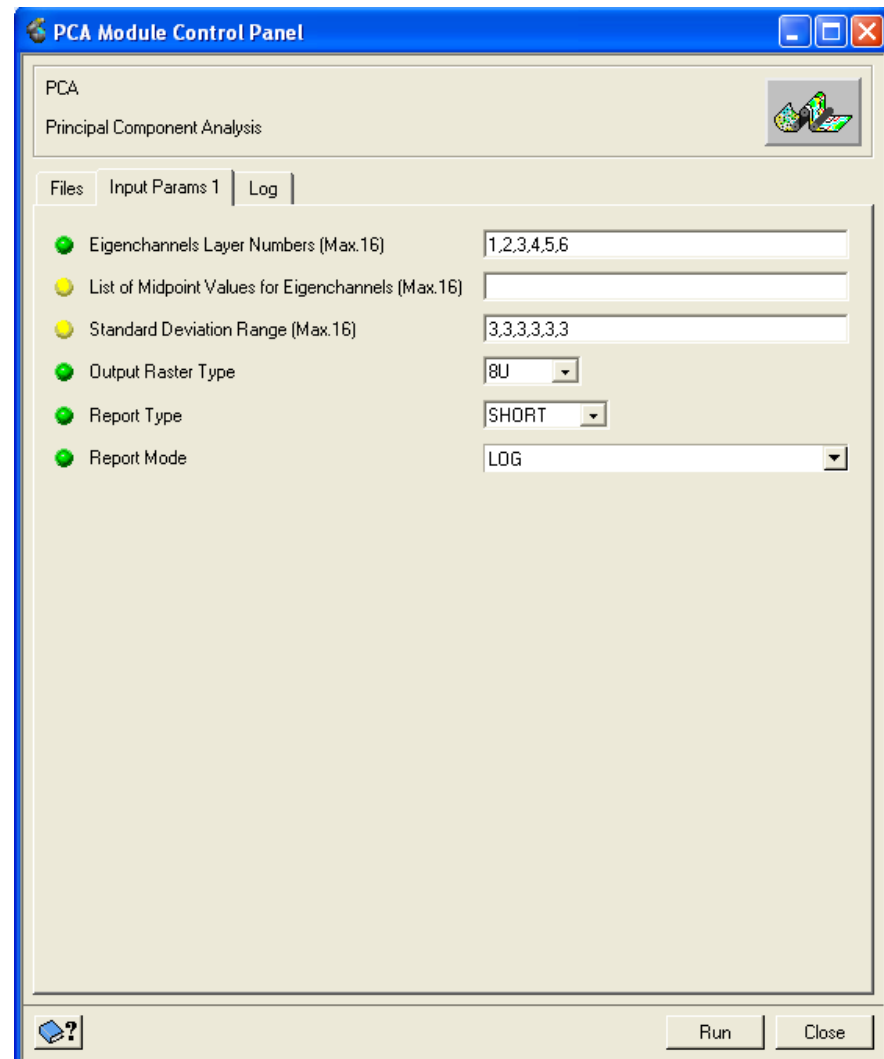 PCA Module Control Panel
PCA
Principal Component Analysis
Files Input Params 1 Log
Eigenchannels Layer Numbers (Max.16) 1,2,3,4,5,6
List of Midpoint Values for Eigenchannels (Max.16)
Standard Deviation Range (Max.16) 3,3,3,3,3,3
Output Raster Type 8U
Report Type SHORT
Report Mode LOG
? Run Close